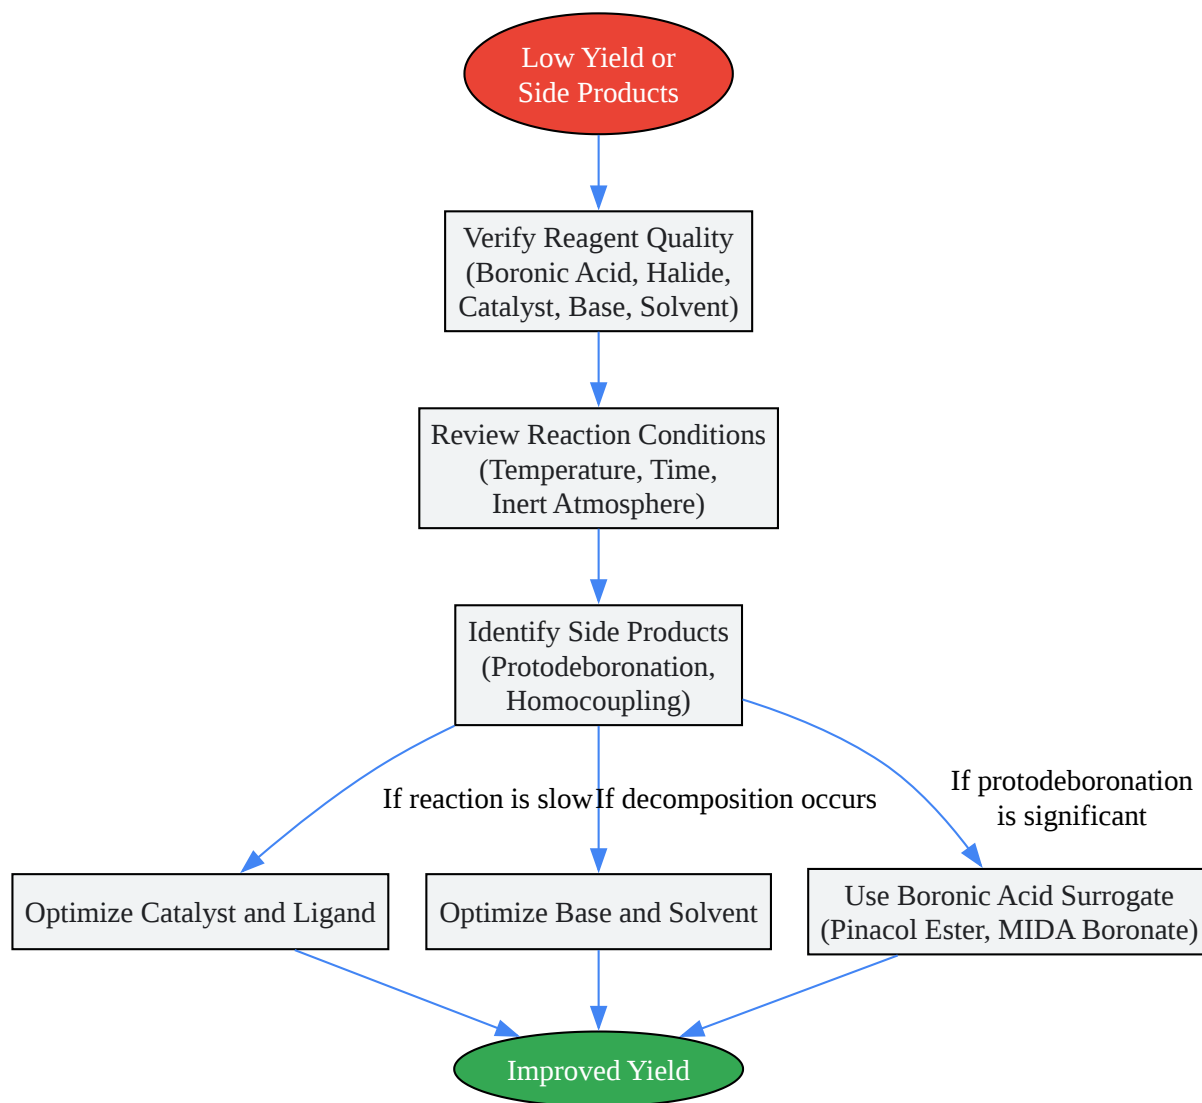 Low Yield or
Side Products
Verify Reagent Quality
(Boronic Acid, Halide,
Catalyst, Base, Solvent)
Review Reaction Conditions
(Temperature, Time,
Inert Atmosphere)
Identify Side Products
(Protodeboronation,
Homocoupling)
If reaction is slow
If decomposition occurs
If protodeboronation
is significant
Optimize Catalyst and Ligand
Optimize Base and Solvent
Use Boronic Acid Surrogate
(Pinacol Ester, MIDA Boronate)
Improved Yield